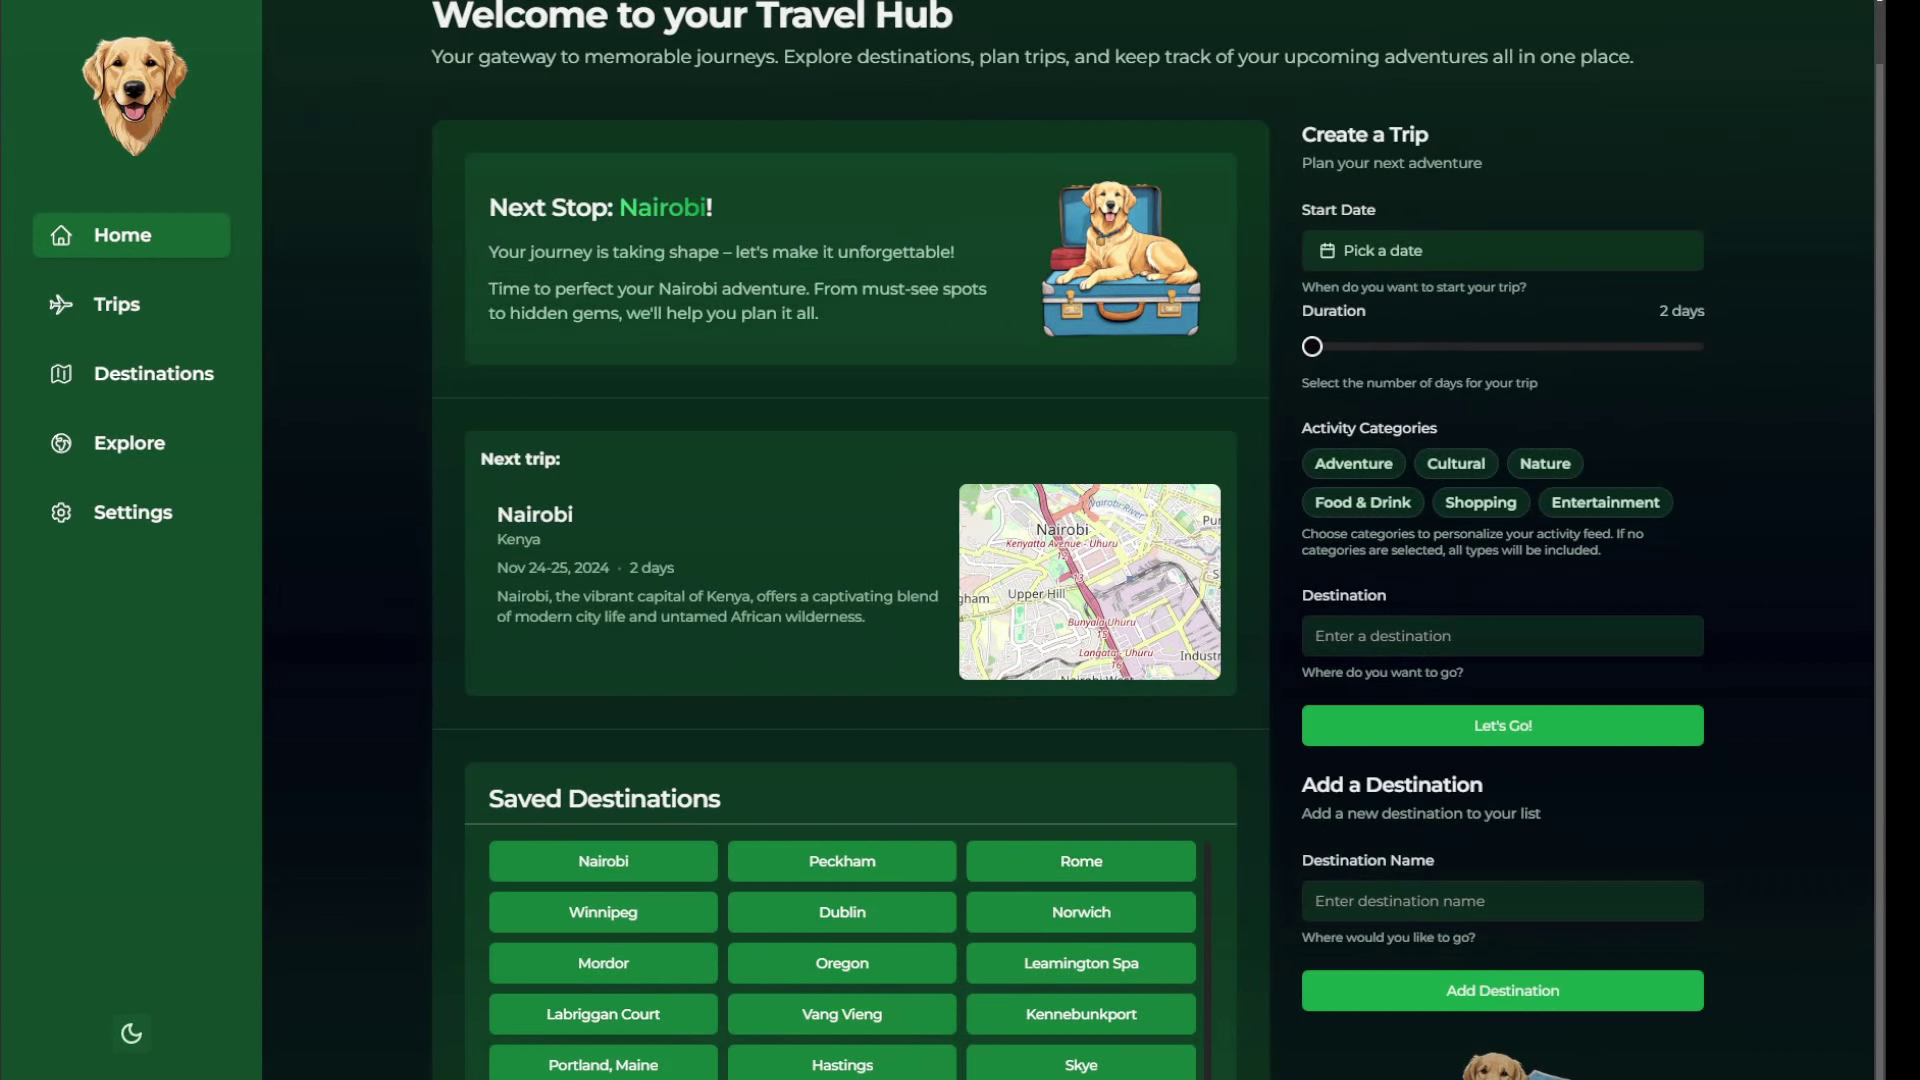 Welcome to your Travel Hub
Your gateway to memorable journeys. Explore destinations, plan trips, and keep track of your upcoming adventures all in one place.
Home
Trips
Destinations
Explore
Settings
Next Stop: Nairobi!
Your journey is taking shape – let's make it unforgettable!
Time to perfect your Nairobi adventure. From must-see spots
to hidden gems, we'll help you plan it all.
Next trip:
Nairobi
Kenya
Nov 24-25, 2024 • 2 days
Nairobi, the vibrant capital of Kenya, offers a captivating blend
of modern city life and untamed African wilderness.
Nairobi River
Nairobi
Kenyatta Avenue - Uhuru
13
Upper Hill
gham
Bunyala Uhuru
15
Langata - Uhuru
16
Industr
Saved Destinations
Nairobi
Peckham
Rome
Winnipeg
Dublin
Norwich
Mordor
Oregon
Leamington Spa
Labriggan Court
Vang Vieng
Kennebunkport
Portland, Maine
Hastings
Skye
Create a Trip
Plan your next adventure
Start Date
Pick a date
When do you want to start your trip?
Duration
2 days
Select the number of days for your trip
Activity Categories
Adventure
Cultural
Nature
Food & Drink
Shopping
Entertainment
Choose categories to personalize your activity feed. If no
categories are selected, all types will be included.
Destination
Enter a destination
Where do you want to go?
Let's Go!
Add a Destination
Add a new destination to your list
Destination Name
Enter destination name
Where would you like to go?
Add Destination